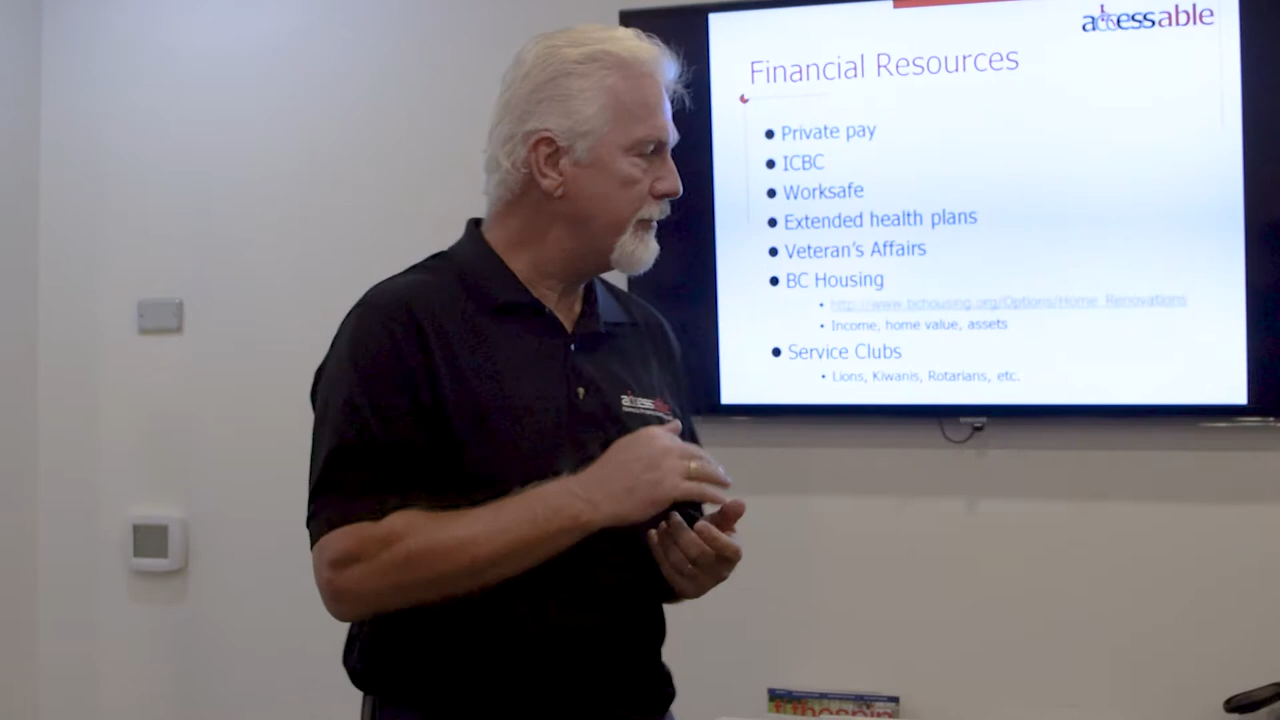 accessable
Financial Resources
Private pay
ICBC
Worksafe
Extended health plans
Veteran's Affairs
BC Housing
http://www.bchousing.org/Options/Home_Renovations
Income, home value, assets
Service Clubs
Lions, Kiwanis, Rotarians, etc.
accessable